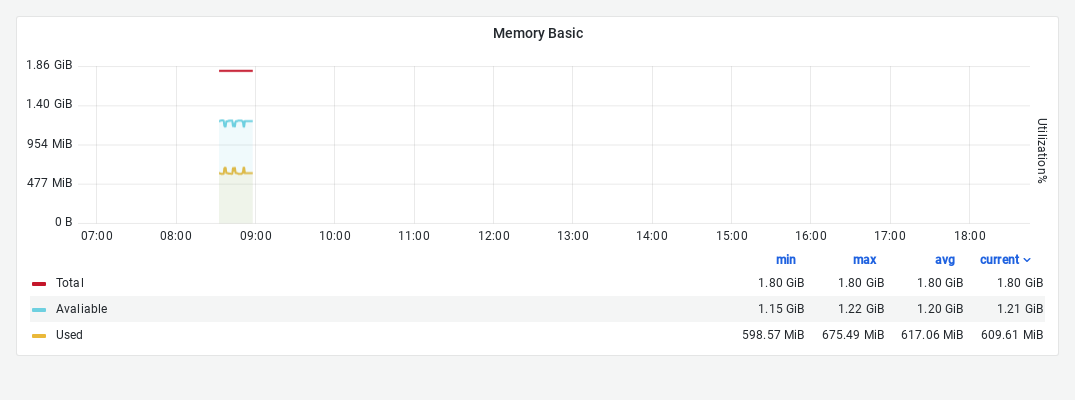 Memory Basic
1.86 GiB
1.40 GiB
954 MiB
477 MiB
0 B
Utilization%
07:00 08:00 09:00 10:00 11:00 12:00 13:00 14:00 15:00 16:00 17:00 18:00
min max avg current
Total 1.80 GiB 1.80 GiB 1.80 GiB 1.80 GiB
Avaliable 1.15 GiB 1.22 GiB 1.20 GiB 1.21 GiB
Used 598.57 MiB 675.49 MiB 617.06 MiB 609.61 MiB